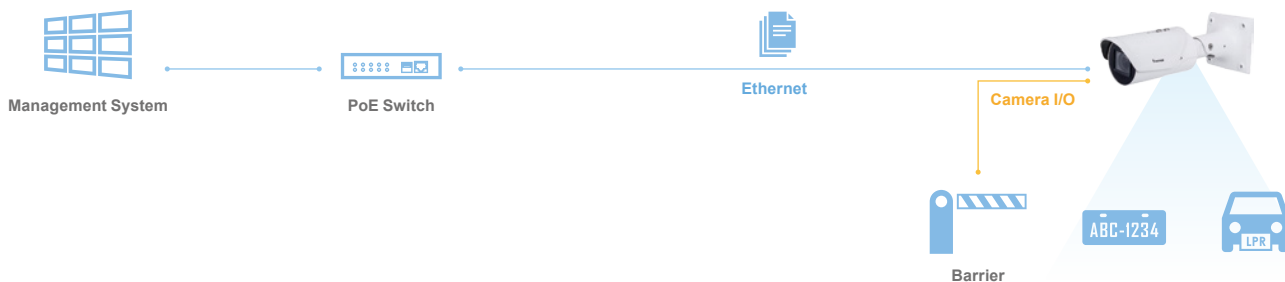 Management System
PoE Switch
Ethernet
Camera I/O
ABC-1234
LPR
Barrier